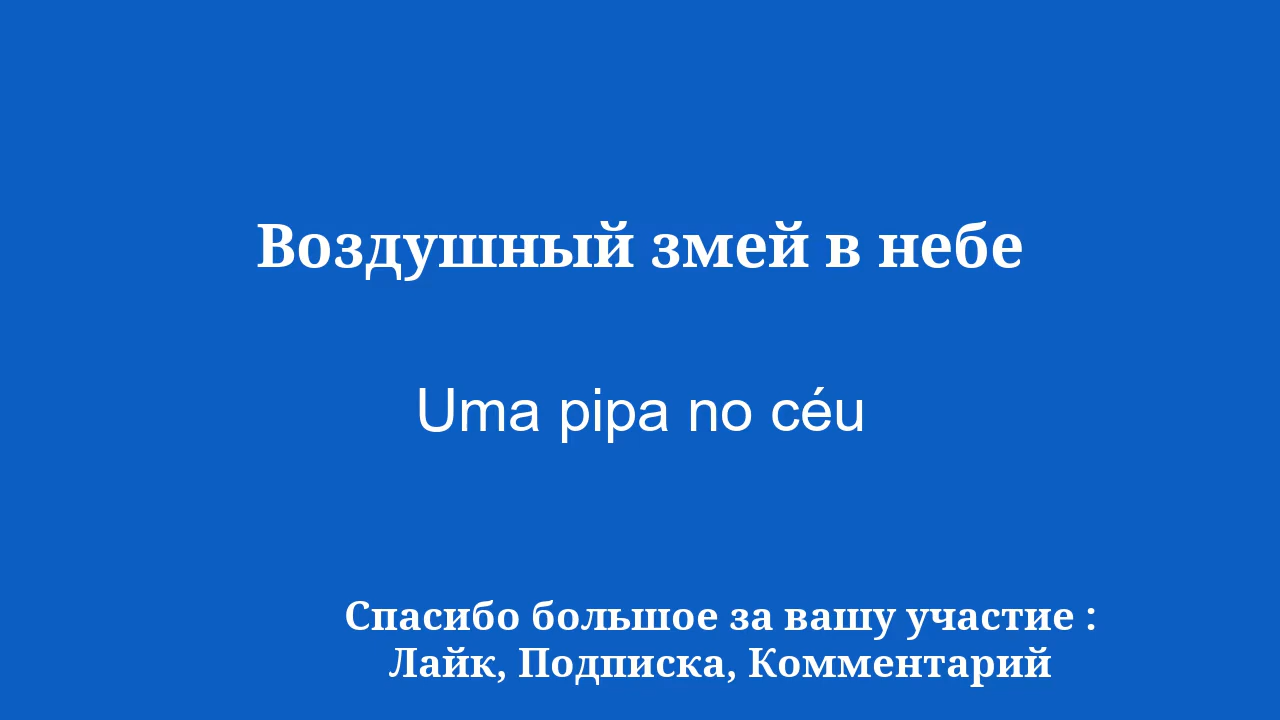 Воздушный змей в небе
Uma pipa no céu
Спасибо большое за вашу участие :
Лайк, Подписка, Комментарий